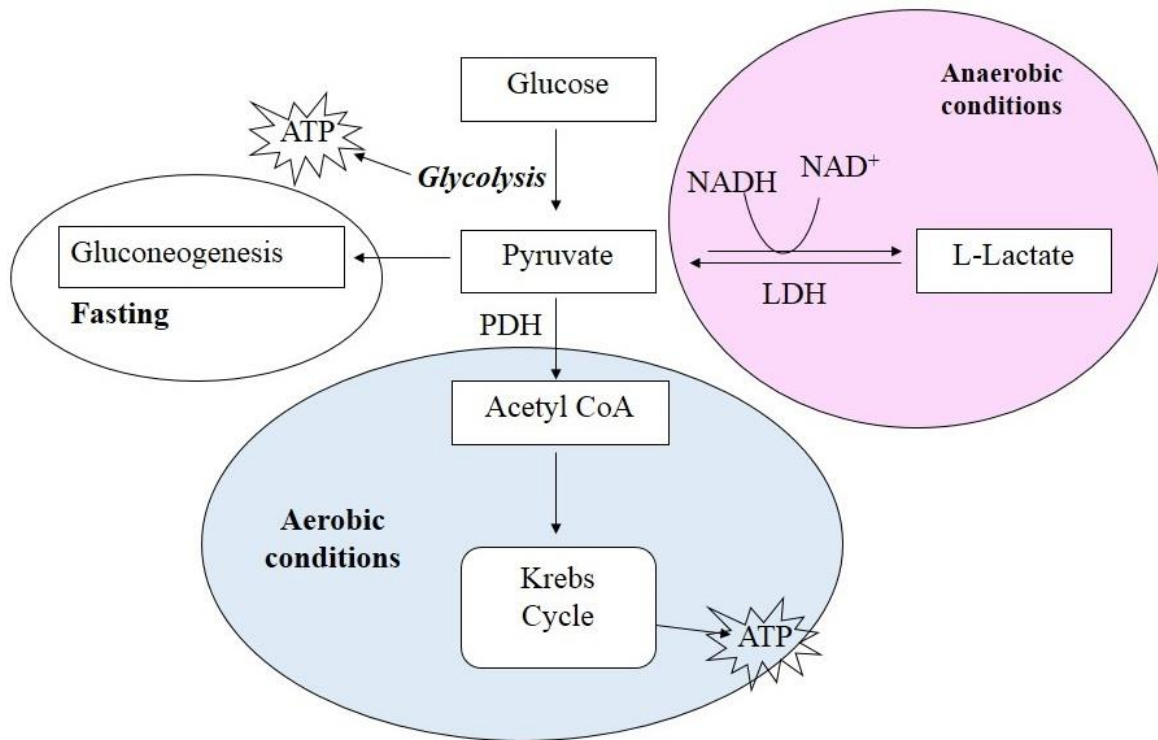 Glucose
Anaerobic
conditions
ATP
Glycolysis
NADH
NAD⁺
Gluconeogenesis
Pyruvate
L-Lactate
Fasting
LDH
PDH
Acetyl CoA
Aerobic
conditions
Krebs
Cycle
ATP